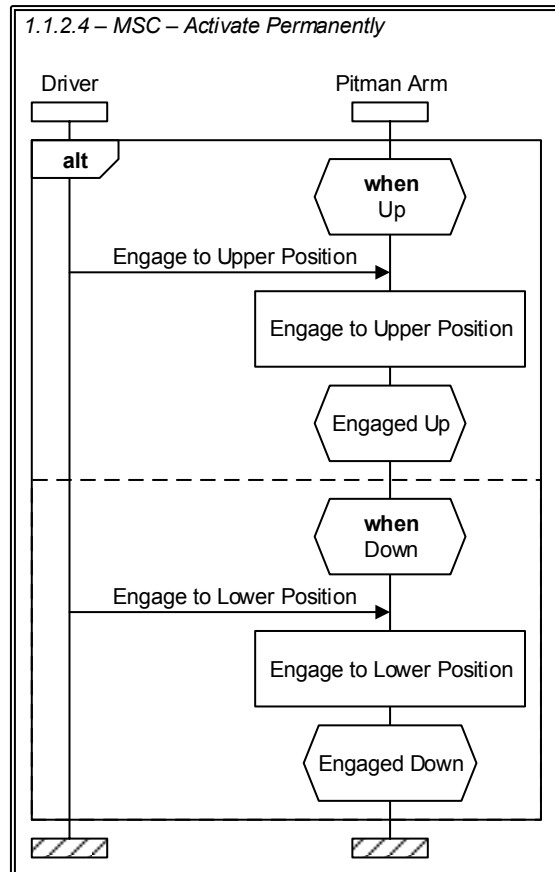 1.1.2.4 – MSC – Activate Permanently
Driver
Pitman Arm
alt
when
Up
Engage to Upper Position
Engage to Upper Position
Engaged Up
when
Down
Engage to Lower Position
Engage to Lower Position
Engaged Down